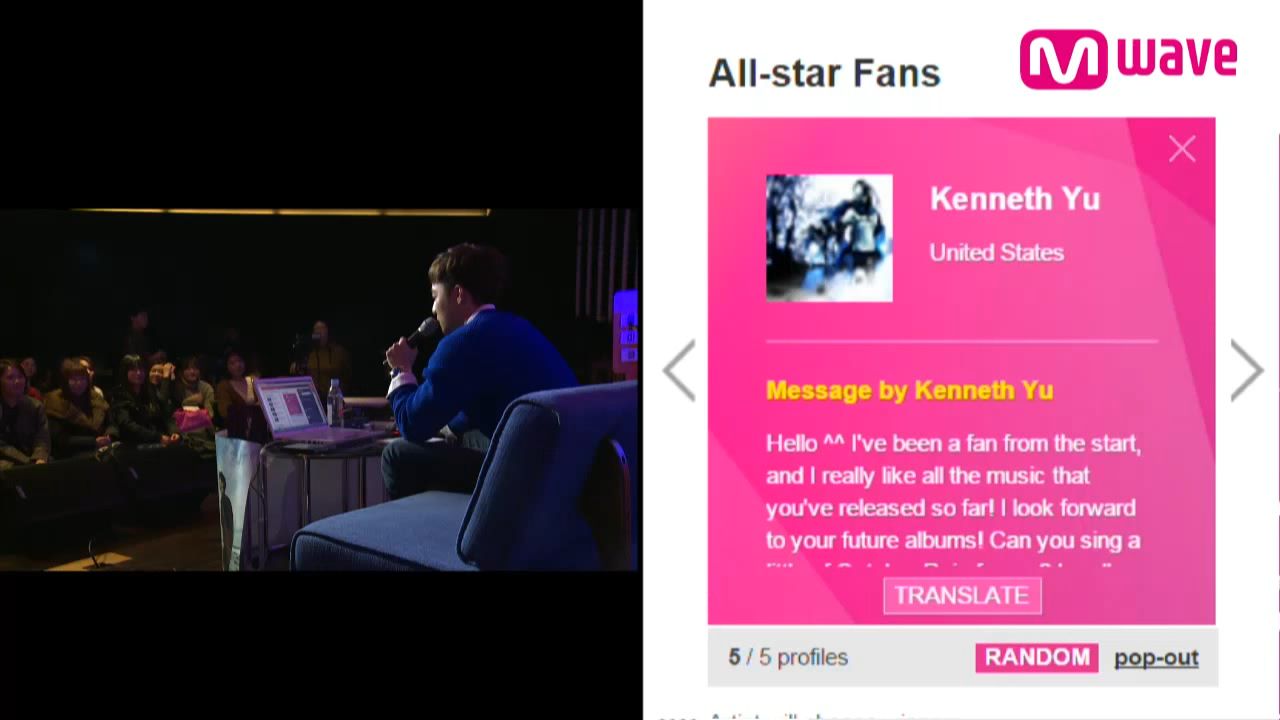 M wave
All-star Fans
Kenneth Yu
United States
Message by Kenneth Yu
Hello ^^ I've been a fan from the start,
and I really like all the music that
you've released so far! I look forward
to your future albums! Can you sing a
TRANSLATE
5 / 5 profiles
RANDOM
pop-out